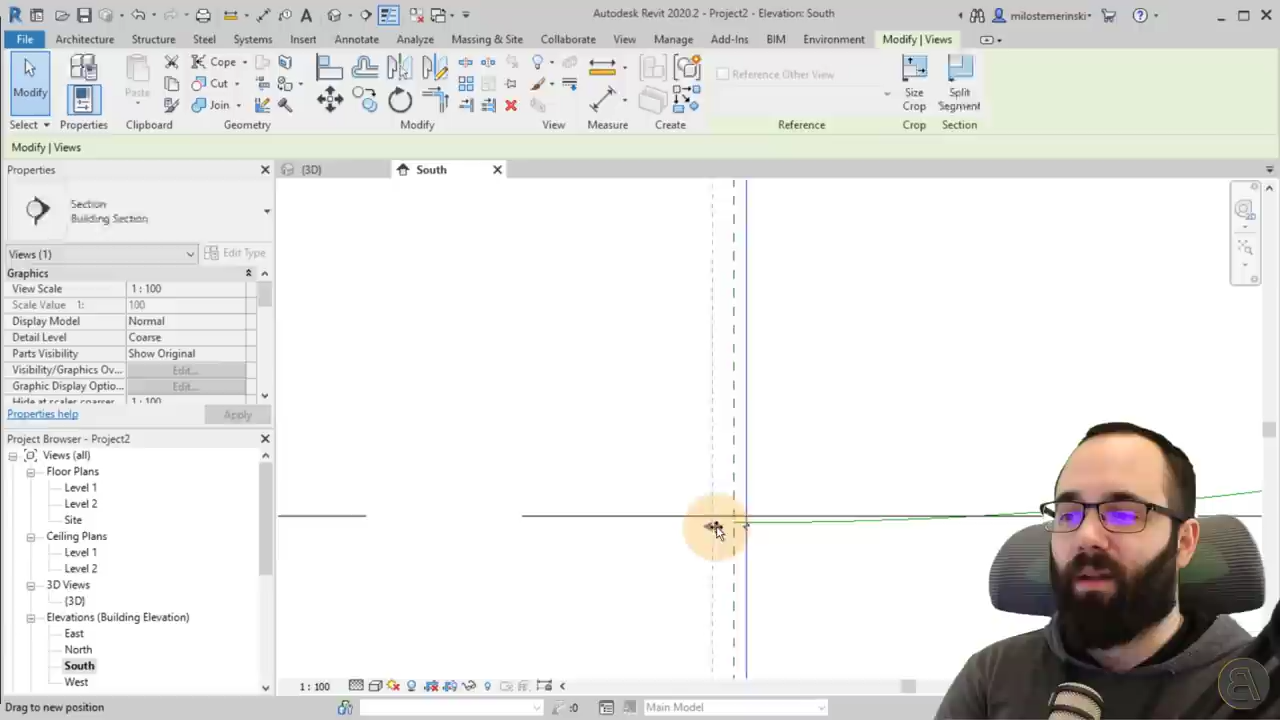 Autodesk Revit 2020.2 - Project2 - Elevation: South
milostemerinski
File Architecture Structure Steel Systems Insert Annotate Analyze Massing & Site Collaborate View Manage Add-Ins BIM Environment Modify | Views
Modify
Select
Properties
Paste
Clipboard
Cope
Cut
Join
Geometry
Modify
View
Measure
Create
Reference Other View
Reference
Size Crop
Crop
Split Segment
Section
Modify | Views
Properties
(3D)
South
Section
Building Section
Views (1)
Edit Type
Graphics
View Scale 1 : 100
Scale Value 1: 100
Display Model Normal
Detail Level Coarse
Parts Visibility Show Original
Visibility/Graphics Ov... Edit...
Graphic Display Optio... Edit...
Hide at scales coarser 1 : 100
Properties help Apply
Project Browser - Project2
Views (all)
Floor Plans
Level 1
Level 2
Site
Ceiling Plans
Level 1
Level 2
3D Views
{3D}
Elevations (Building Elevation)
East
North
South
West
1 : 100
Drag to new position
:0
Main Model